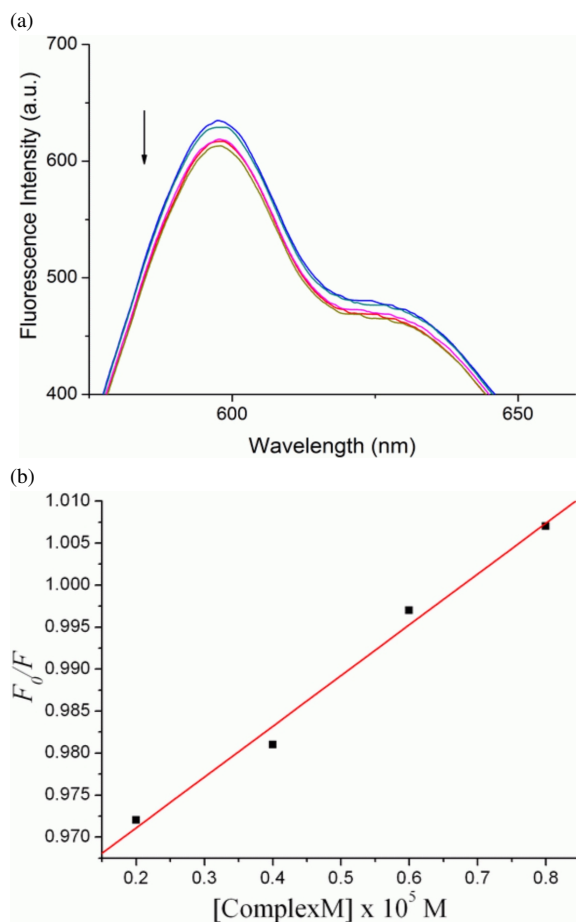 (a)
700
600
500
400
Fluorescence Intensity (a.u.)
600 650
Wavelength (nm)
(b)
1.010
1.005
1.000
0.995
0.990
0.985
0.980
0.975
0.970
F0/F
0.2 0.3 0.4 0.5 0.6 0.7 0.8
[ComplexM] x 10^5 M